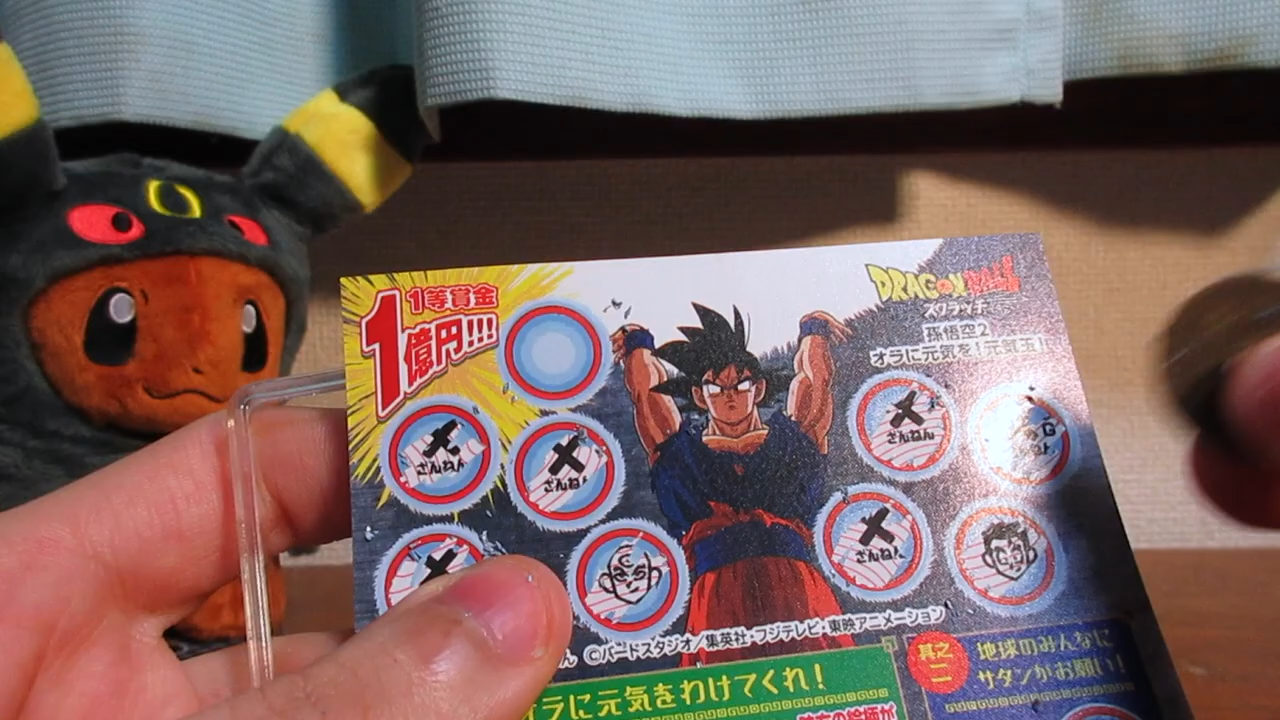 1等賞金
1億円!!!
DRAGON BALL
スクラッチ
孫悟空2
オラに元気を!元気玉!
ざんねん
ざんねん
ざんねん
ざんねん
©バードスタジオ/集英社・フジテレビ・東映アニメーション
オラに元気をわけてくれ!
其之二
地球のみんなに
サタンがお願い!